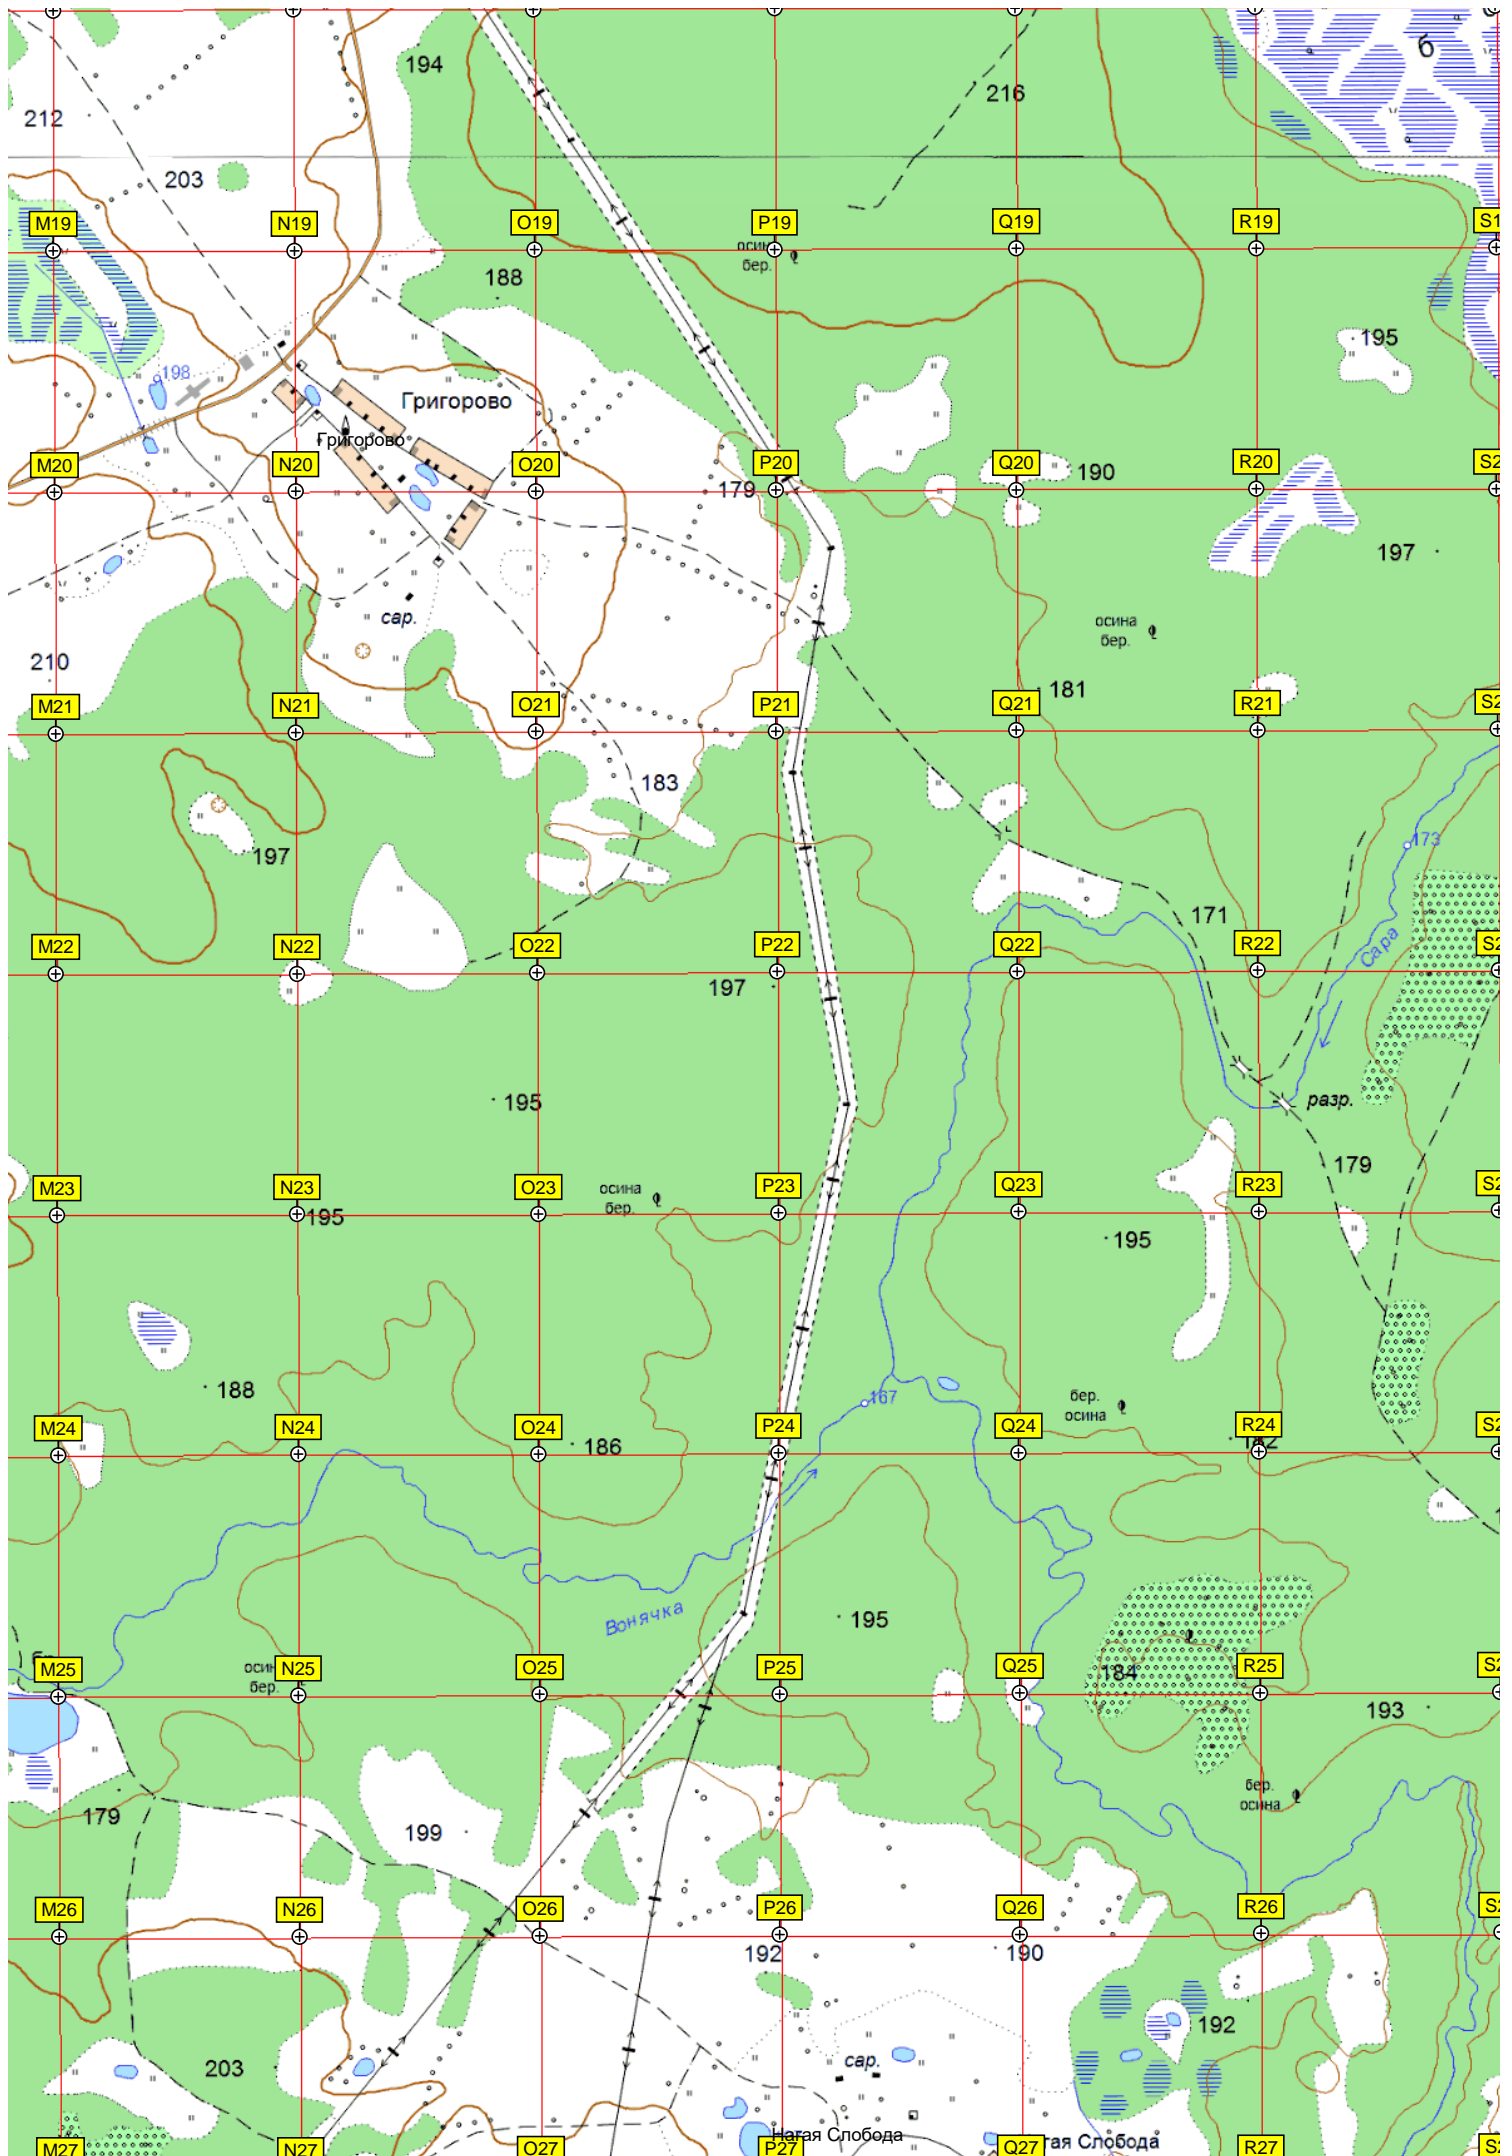 194
б
216
212
203
M19
N19
O19
P19
Q19
R19
осин
бер.
188
195
198
Григорово
Григорово
M20
N20
O20
P20
Q20
R20
190
179
197
сар.
осина
бер.
210
181
M21
N21
O21
P21
Q21
R21
183
197
173
171
Сара
M22
N22
O22
P22
Q22
R22
197
195
разр.
179
M23
N23
O23
P23
Q23
R23
осина
бер.
195
195
188
167
бер.
осина
M24
N24
O24
P24
Q24
R24
186
Вонячка
195
осин
бер.
M25
N25
O25
P25
Q25
R25
184
193
бер.
осина
179
199
M26
N26
O26
P26
Q26
R26
192
190
192
203
сар.
Нагая Слобода
гая Слобода
M27
N27
O27
P27
Q27
R27